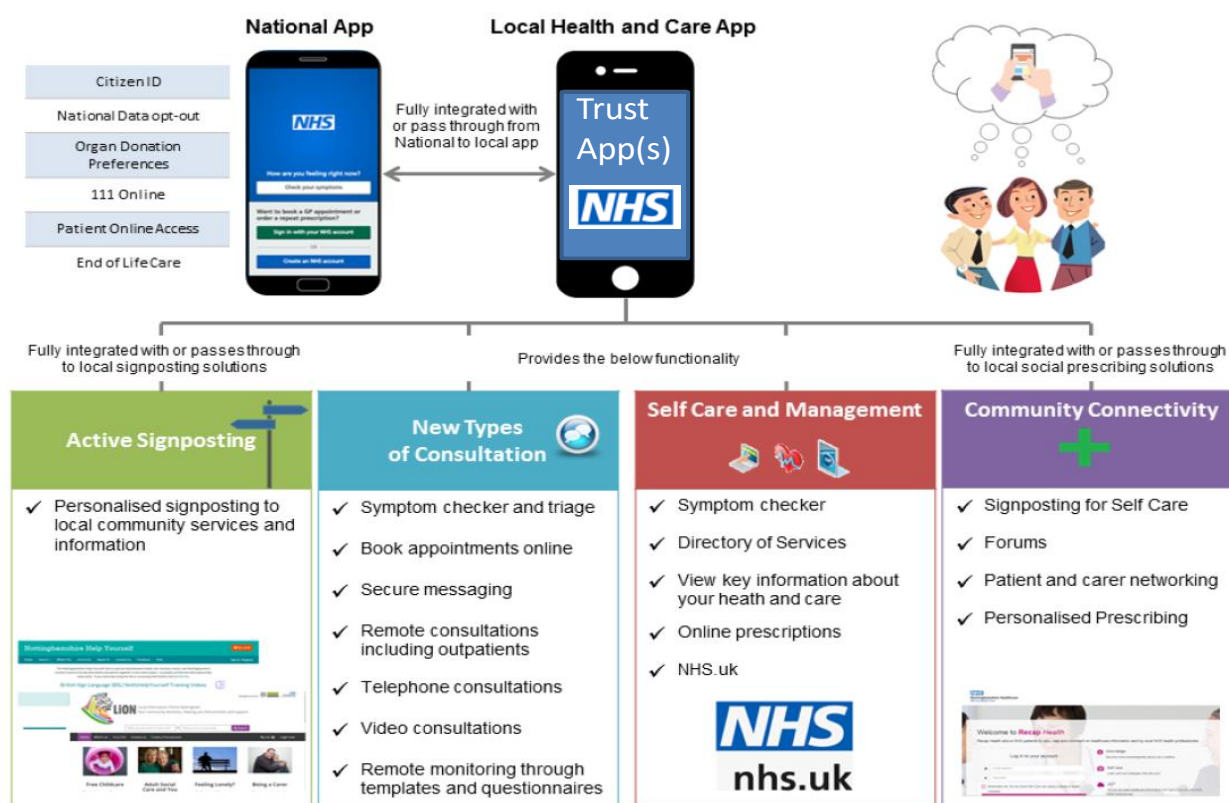 National App
Local Health and Care App
Citizen ID
National Data opt-out
Organ Donation
Preferences
111 Online
Patient Online Access
End of Life Care
NHS
How are you feeling right now?
Check your symptoms
Want to book a GP appointment or
order a repeat prescription?
Sign in with your NHS account
OR
Create an NHS account
Fully integrated with
or pass through from
National to local app
Trust
App(s)
NHS
Fully integrated with or passes through
to local signposting solutions
Provides the below functionality
Fully integrated with or passes through
to local social prescribing solutions
Active Signposting
✓ Personalised signposting to
local community services and
information
Nottinghamshire Help Yourself
LION
Free Childcare
Adult Social
Care and You
Feeling Lonely?
Being a Carer
New Types
of Consultation
✓ Symptom checker and triage
✓ Book appointments online
✓ Secure messaging
✓ Remote consultations
including outpatients
✓ Telephone consultations
✓ Video consultations
✓ Remote monitoring through
templates and questionnaires
Self Care and Management
✓ Symptom checker
✓ Directory of Services
✓ View key information about
your heath and care
✓ Online prescriptions
✓ NHS.uk
NHS
nhs.uk
Community Connectivity
✓ Signposting for Self Care
✓ Forums
✓ Patient and carer networking
✓ Personalised Prescribing
Nottinghamshire Healthcare
Welcome to Recap Health
Log in to your account